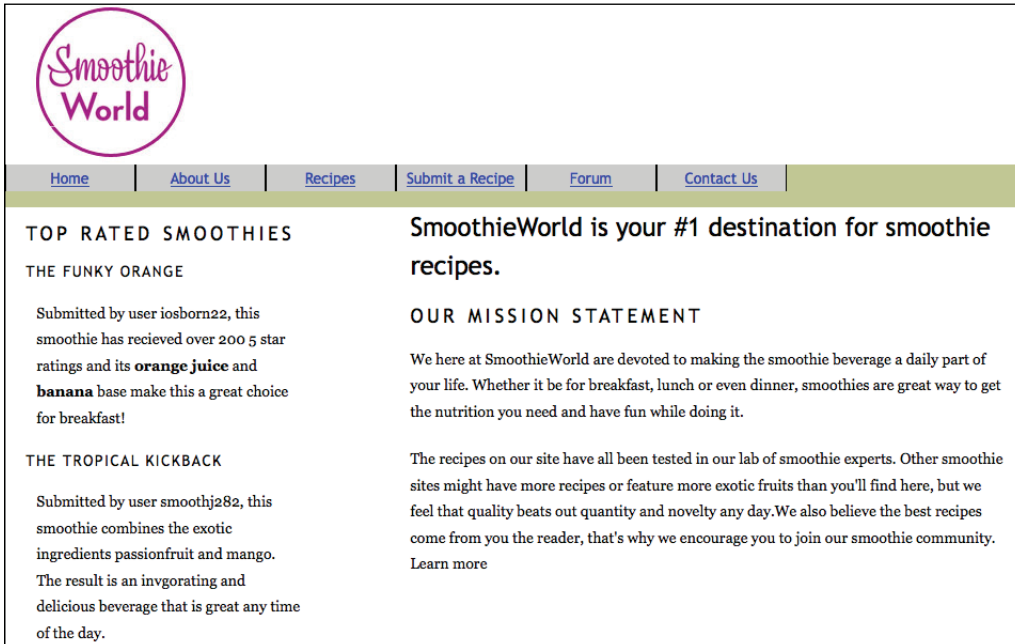 Smoothie
World
Home About Us Recipes Submit a Recipe Forum Contact Us
TOP RATED SMOOTHIES
THE FUNKY ORANGE
Submitted by user iosborn22, this
smoothie has recieved over 200 5 star
ratings and its orange juice and
banana base make this a great choice
for breakfast!
THE TROPICAL KICKBACK
Submitted by user smoothj282, this
smoothie combines the exotic
ingredients passionfruit and mango.
The result is an invgorating and
delicious beverage that is great any time
of the day.
SmoothieWorld is your #1 destination for smoothie
recipes.
OUR MISSION STATEMENT
We here at SmoothieWorld are devoted to making the smoothie beverage a daily part of
your life. Whether it be for breakfast, lunch or even dinner, smoothies are great way to get
the nutrition you need and have fun while doing it.
The recipes on our site have all been tested in our lab of smoothie experts. Other smoothie
sites might have more recipes or feature more exotic fruits than you'll find here, but we
feel that quality beats out quantity and novelty any day.We also believe the best recipes
come from you the reader, that's why we encourage you to join our smoothie community.
Learn more